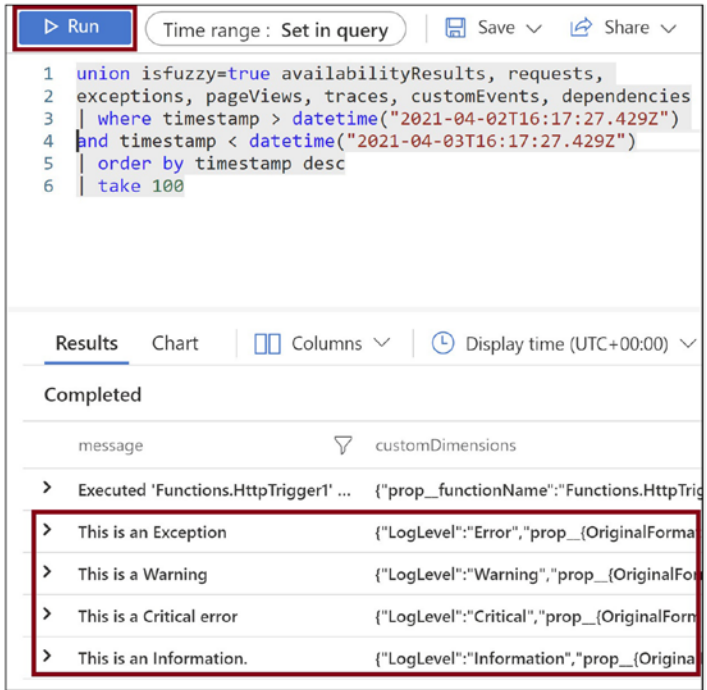 Run
Time range : Set in query
Save
Share
1 union isfuzzy=true availabilityResults, requests,
2 exceptions, pageViews, traces, customEvents, dependencies
3 | where timestamp > datetime("2021-04-02T16:17:27.429Z")
4 and timestamp < datetime("2021-04-03T16:17:27.429Z")
5 | order by timestamp desc
6 | take 100
Results Chart Columns Display time (UTC+00:00)
Completed
message customDimensions
Executed 'Functions.HttpTrigger1' ... {"prop__functionName":"Functions.HttpTrig
This is an Exception {"LogLevel":"Error","prop__{OriginalFormat
This is a Warning {"LogLevel":"Warning","prop__{OriginalFor
This is a Critical error {"LogLevel":"Critical","prop__{OriginalForm
This is an Information. {"LogLevel":"Information","prop__{Origina